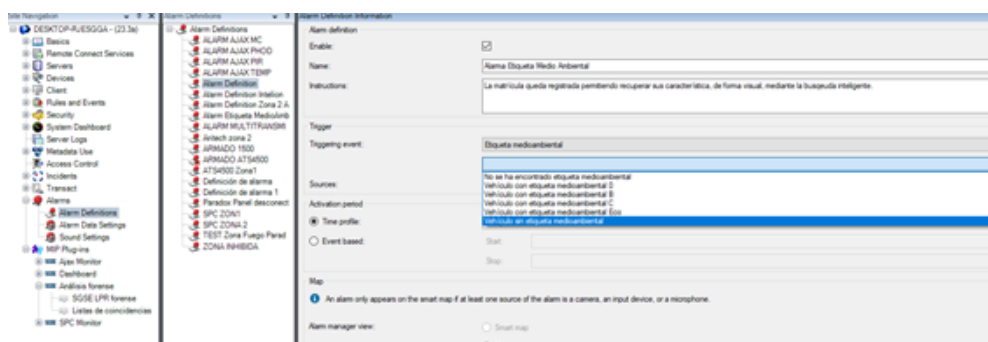 Site Navigation
DESKTOP-RJESGQA - (23.3a)
Basics
Remote Connect Services
Servers
Devices
Client
Rules and Events
Security
System Dashboard
Server Logs
Metadata Use
Access Control
Incidents
Transact
Alarms
Alarm Definitions
Alarm Data Settings
Sound Settings
MIP Plug-ins
Ajax Monitor
Dashboard
Análisis forense
SGSE LPR forense
Listas de coincidencias
SPC Monitor
Alarm Definitions
Alarm Definitions
ALARM AJAX MC
ALARM AJAX PHOD
ALARM AJAX PIR
ALARM AJAX TEMP
Alarm Definition
Alarm Definition Intelion
Alarm Definition Zona 2 A
Alarm Etiqueta MedioAmb
ALARM MULTITRANSMI
Aritech zona 2
ARMADO 1500
ARMADO ATS4500
ATS4500 Zona1
Definición de alarma
Definición de alarma 1
Paradox Panel desconect
SPC ZON1
SPC ZONA 2
TEST Zona Fuego Parad
ZONA INHIBIDA
Alarm Definition Information
Alarm definition
Enable:
Name:
Alarma Etiqueta Medio Ambiental
Instructions:
La matrícula queda registrada permitiendo recuperar sus característica, de forma visual, mediante la busqeuda inteligente.
Trigger
Triggering event:
Etiqueta medioambiental
No se ha encontrado etiqueta medioambiental
Vehículo con etiqueta medioambiental 0
Vehículo con etiqueta medioambiental B
Vehículo con etiqueta medioambiental C
Vehículo con etiqueta medioambiental Eco
Vehículo sin etiqueta medioambiental
Sources:
Activation period
Time profile:
Event based:
Start:
Stop:
Map
An alarm only appears on the smart map if at least one source of the alarm is a camera, an input device, or a microphone.
Alarm manager view:
Smart map